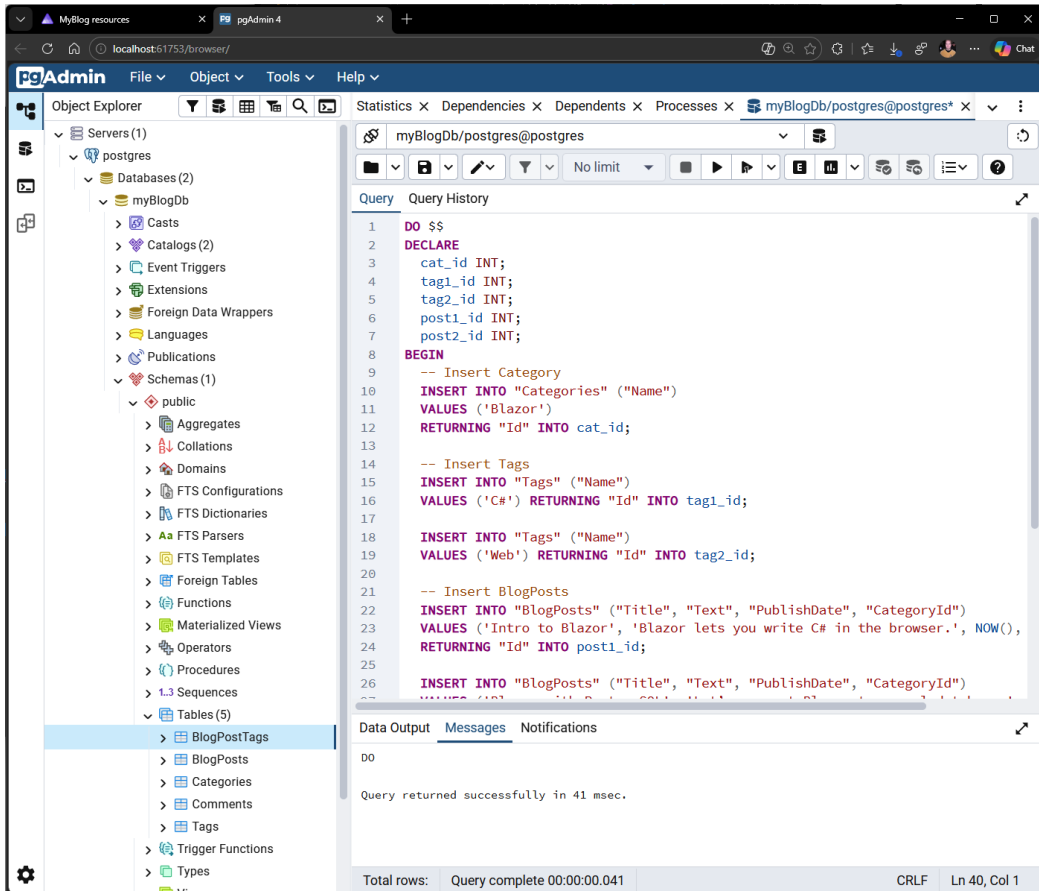 MyBlog resources
pgAdmin 4
localhost:61753/browser/
Chat
pgAdmin File Object Tools Help
Object Explorer
Statistics Dependencies Dependents Processes myBlogDb/postgres@postgres*
Servers (1)
postgres
Databases (2)
myBlogDb
Casts
Catalogs (2)
Event Triggers
Extensions
Foreign Data Wrappers
Languages
Publications
Schemas (1)
public
Aggregates
Collations
Domains
FTS Configurations
FTS Dictionaries
Aa FTS Parsers
FTS Templates
Foreign Tables
Functions
Materialized Views
Operators
Procedures
1..3 Sequences
Tables (5)
BlogPostTags
BlogPosts
Categories
Comments
Tags
Trigger Functions
Types
myBlogDb/postgres@postgres
No limit
E
Query Query History
1 DO $$
2 DECLARE
3 cat_id INT;
4 tag1_id INT;
5 tag2_id INT;
6 post1_id INT;
7 post2_id INT;
8 BEGIN
9 -- Insert Category
10 INSERT INTO "Categories" ("Name")
11 VALUES ('Blazor')
12 RETURNING "Id" INTO cat_id;
13
14 -- Insert Tags
15 INSERT INTO "Tags" ("Name")
16 VALUES ('C#') RETURNING "Id" INTO tag1_id;
17
18 INSERT INTO "Tags" ("Name")
19 VALUES ('Web') RETURNING "Id" INTO tag2_id;
20
21 -- Insert BlogPosts
22 INSERT INTO "BlogPosts" ("Title", "Text", "PublishDate", "CategoryId")
23 VALUES ('Intro to Blazor', 'Blazor lets you write C# in the browser.', NOW(),
24 RETURNING "Id" INTO post1_id;
25
26 INSERT INTO "BlogPosts" ("Title", "Text", "PublishDate", "CategoryId")
Data Output Messages Notifications
DO
Query returned successfully in 41 msec.
Total rows: Query complete 00:00:00.041 CRLF Ln 40, Col 1